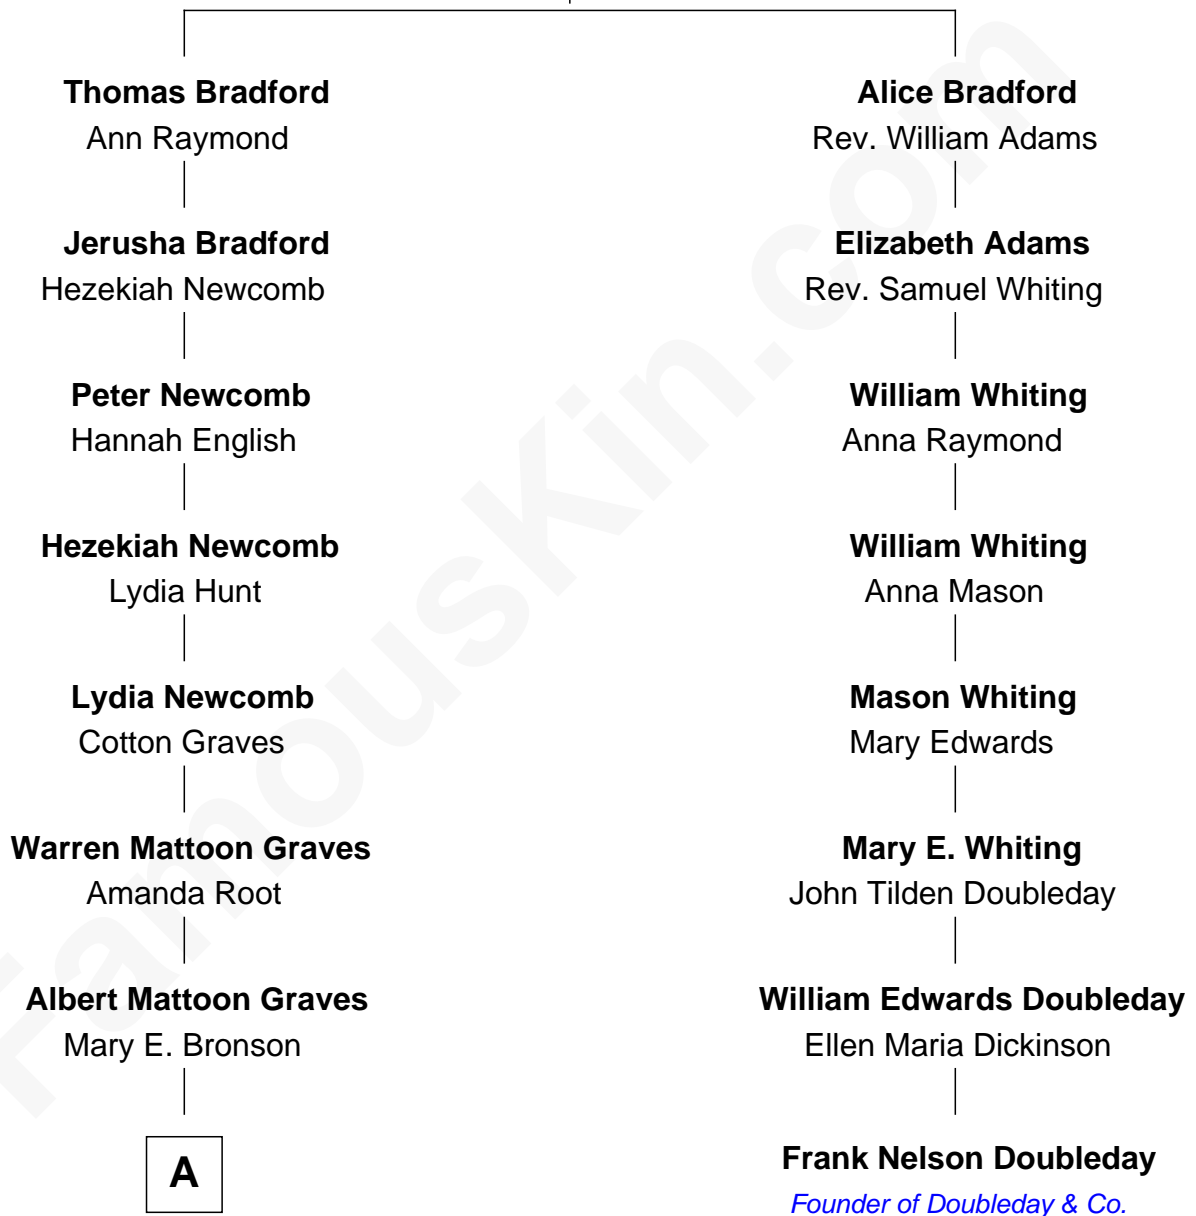 Thomas Bradford
Ann Raymond
Jerusha Bradford
Hezekiah Newcomb
Peter Newcomb
Hannah English
Hezekiah Newcomb
Lydia Hunt
Lydia Newcomb
Cotton Graves
Warren Mattoon Graves
Amanda Root
Albert Mattoon Graves
Mary E. Bronson
A
Alice Bradford
Rev. William Adams
Elizabeth Adams
Rev. Samuel Whiting
William Whiting
Anna Raymond
William Whiting
Anna Mason
Mason Whiting
Mary Edwards
Mary E. Whiting
John Tilden Doubleday
William Edwards Doubleday
Ellen Maria Dickinson
Frank Nelson Doubleday
Founder of Doubleday & Co.
FamousKin.com